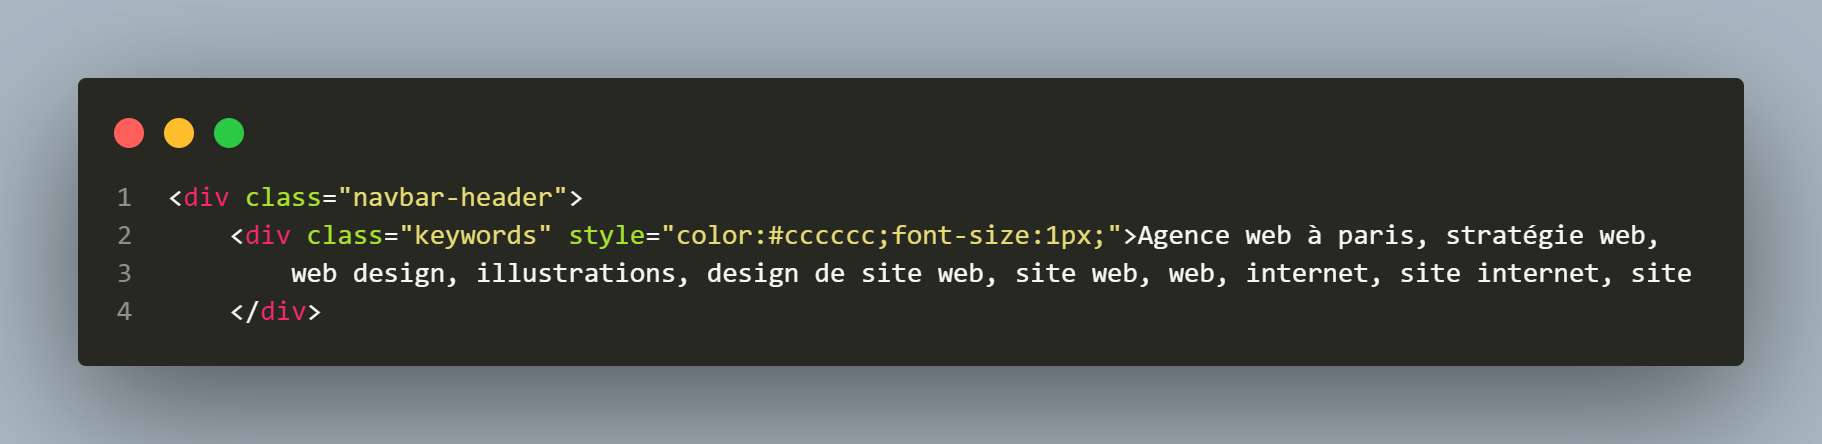 1 <div class="navbar-header">
2 <div class="keywords" style="color:#cccccc;font-size:1px;">Agence web à paris, stratégie web,
3 web design, illustrations, design de site web, site web, web, internet, site internet, site
4 </div>